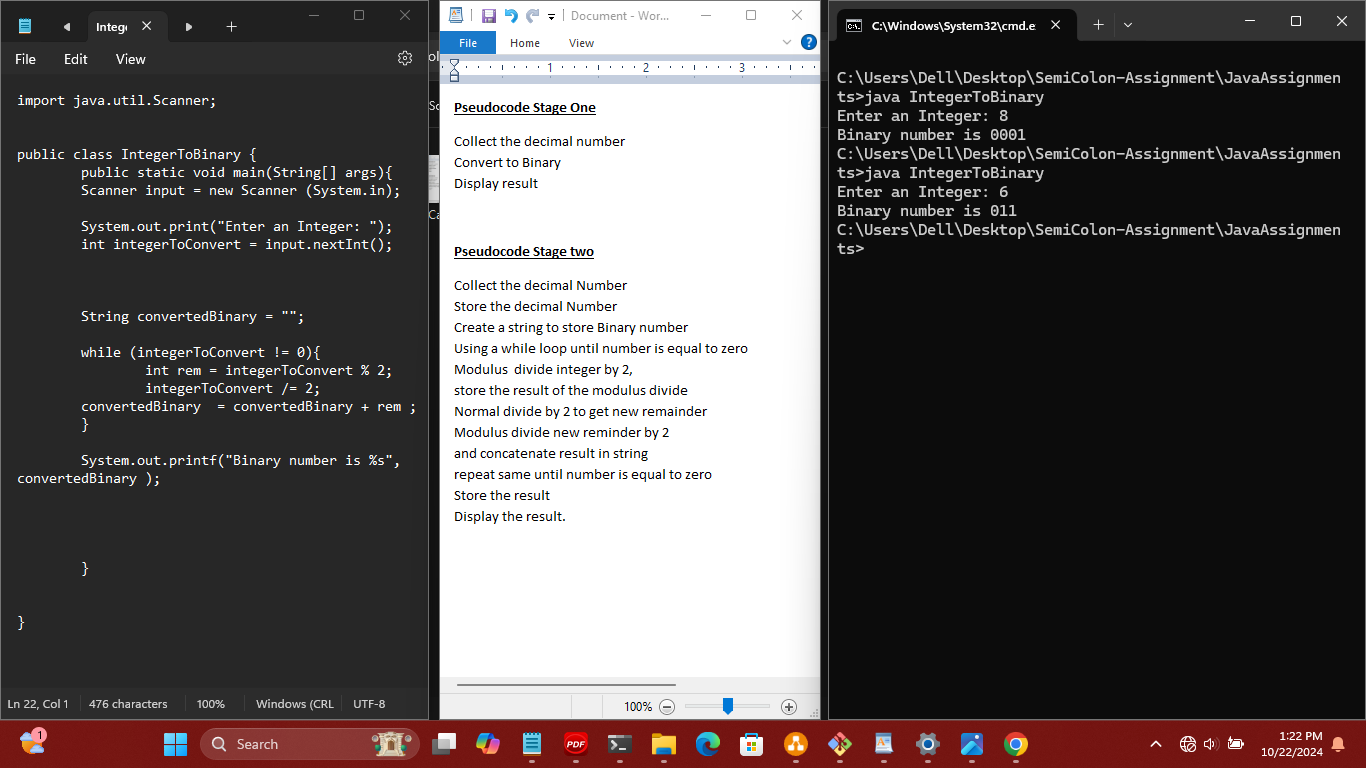 Integ
File Edit View
import java.util.Scanner;
public class IntegerToBinary {
public static void main(String[] args){
Scanner input = new Scanner (System.in);
System.out.print("Enter an Integer: ");
int integerToConvert = input.nextInt();
String convertedBinary = "";
while (integerToConvert != 0){
int rem = integerToConvert % 2;
integerToConvert /= 2;
convertedBinary  = convertedBinary + rem ;
}
System.out.printf("Binary number is %s",
convertedBinary );
}
}
Ln 22, Col 1 476 characters 100% Windows (CRL UTF-8
Document - Wor...
File Home View
1 2 3
Pseudocode Stage One
Collect the decimal number
Convert to Binary
Display result
Pseudocode Stage two
Collect the decimal Number
Store the decimal Number
Create a string to store Binary number
Using a while loop until number is equal to zero
Modulus  divide integer by 2,
store the result of the modulus divide
Normal divide by 2 to get new remainder
Modulus divide new reminder by 2
and concatenate result in string
repeat same until number is equal to zero
Store the result
Display the result.
100%
C:\Windows\System32\cmd.e
C:\Users\Dell\Desktop\SemiColon-Assignment\JavaAssignmen
ts>java IntegerToBinary
Enter an Integer: 8
Binary number is 0001
C:\Users\Dell\Desktop\SemiColon-Assignment\JavaAssignmen
ts>java IntegerToBinary
Enter an Integer: 6
Binary number is 011
C:\Users\Dell\Desktop\SemiColon-Assignment\JavaAssignmen
ts>
1
Search
PDF
1:22 PM
10/22/2024